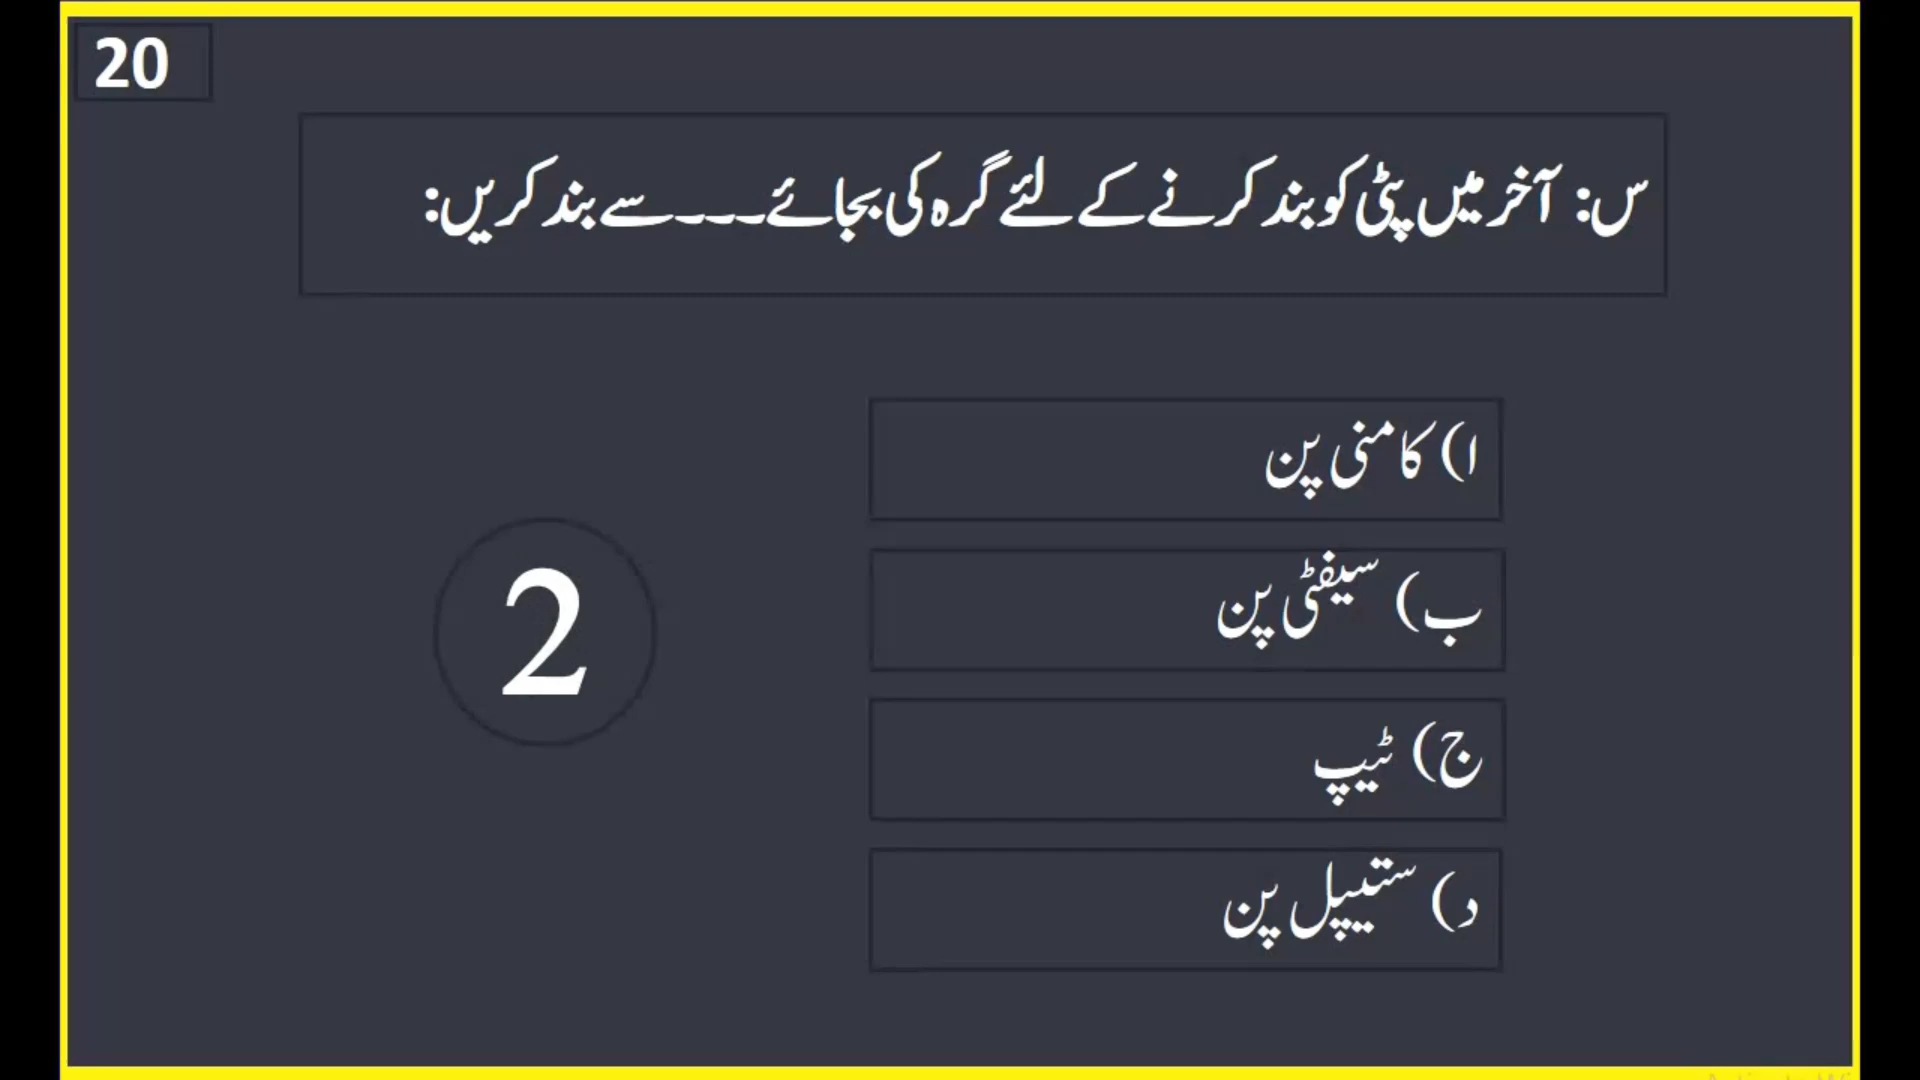 20
س: آخر میں پٹی کو بند کرنے کے لئے گرہ کی بجائے۔۔۔سے بند کریں:
ا) کامنی پن
ب) سیفٹی پن
2
ج) ٹیپ
د) ستیپل پن